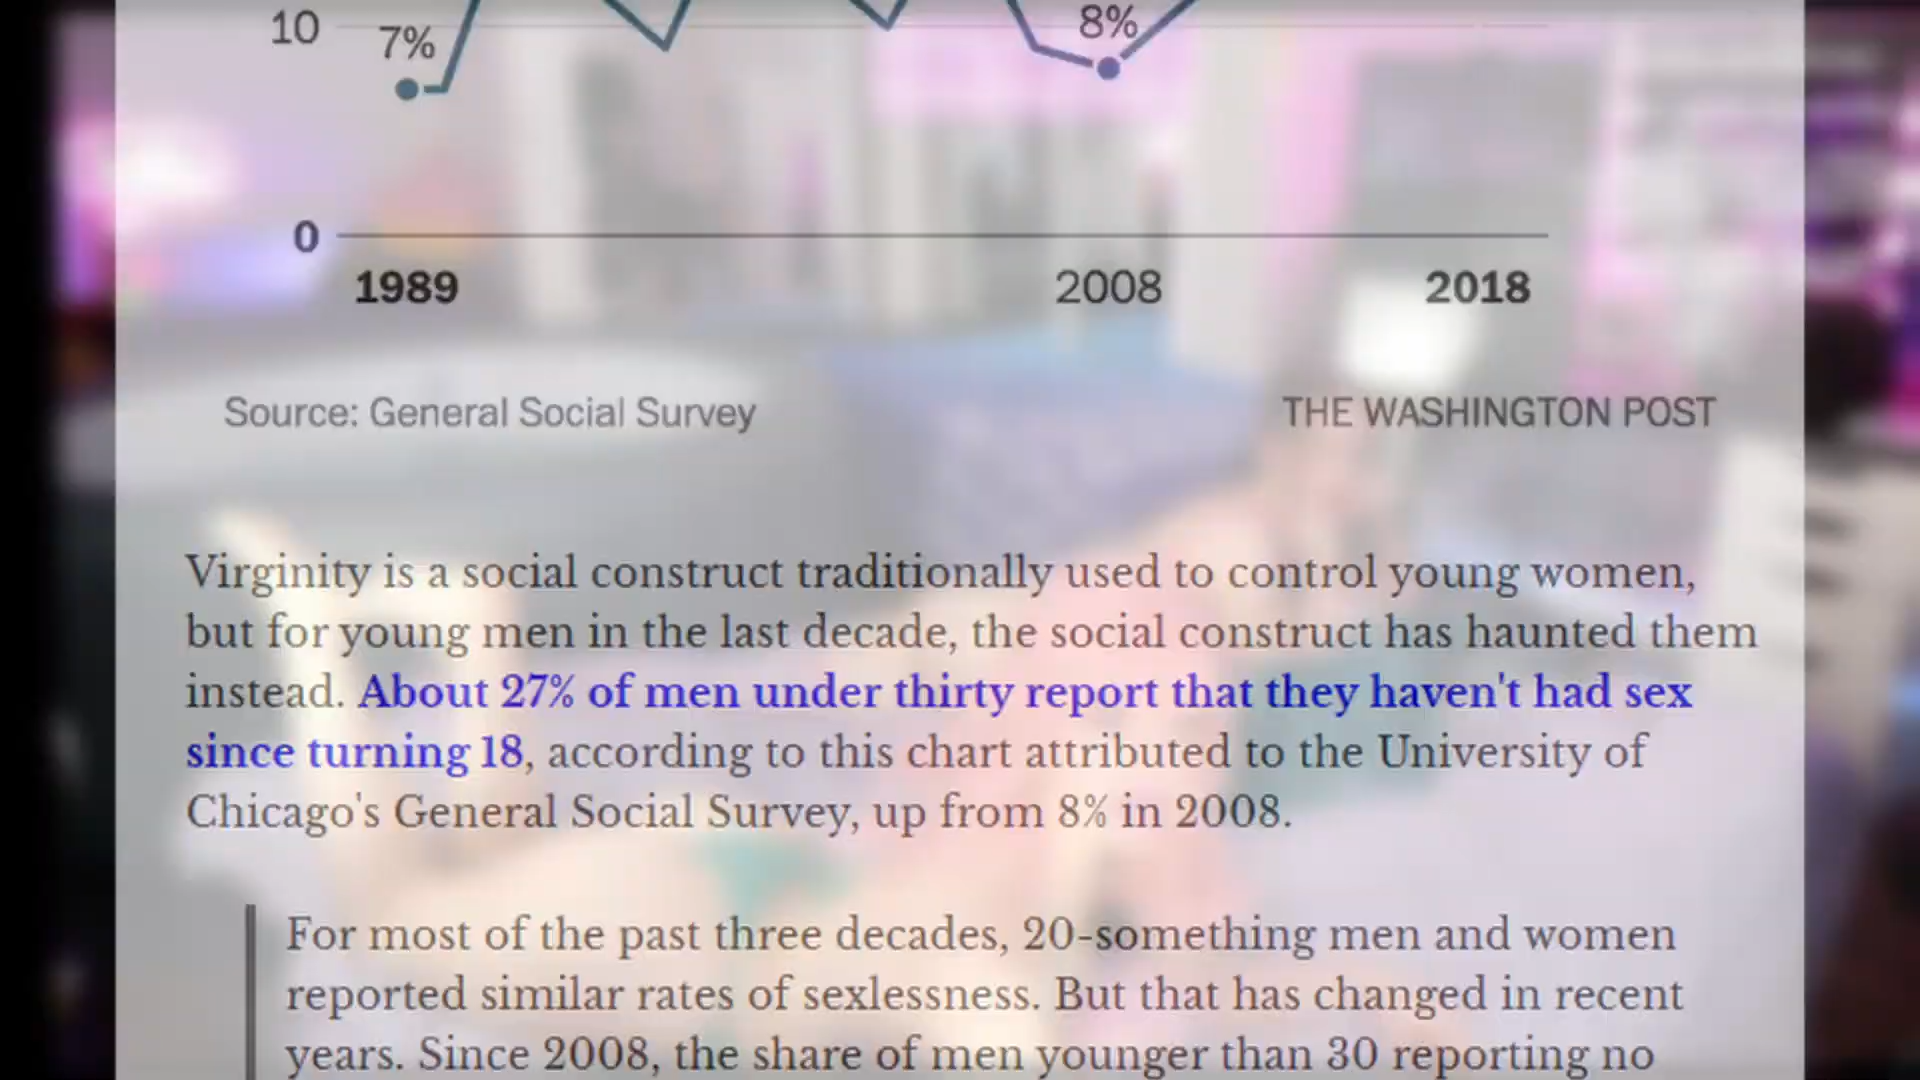 10
7%
8%
0
1989 2008 2018
Source: General Social Survey THE WASHINGTON POST
Virginity is a social construct traditionally used to control young women,
but for young men in the last decade, the social construct has haunted them
instead. About 27% of men under thirty report that they haven't had sex
since turning 18, according to this chart attributed to the University of
Chicago's General Social Survey, up from 8% in 2008.
For most of the past three decades, 20-something men and women
reported similar rates of sexlessness. But that has changed in recent
years. Since 2008, the share of men younger than 30 reporting no